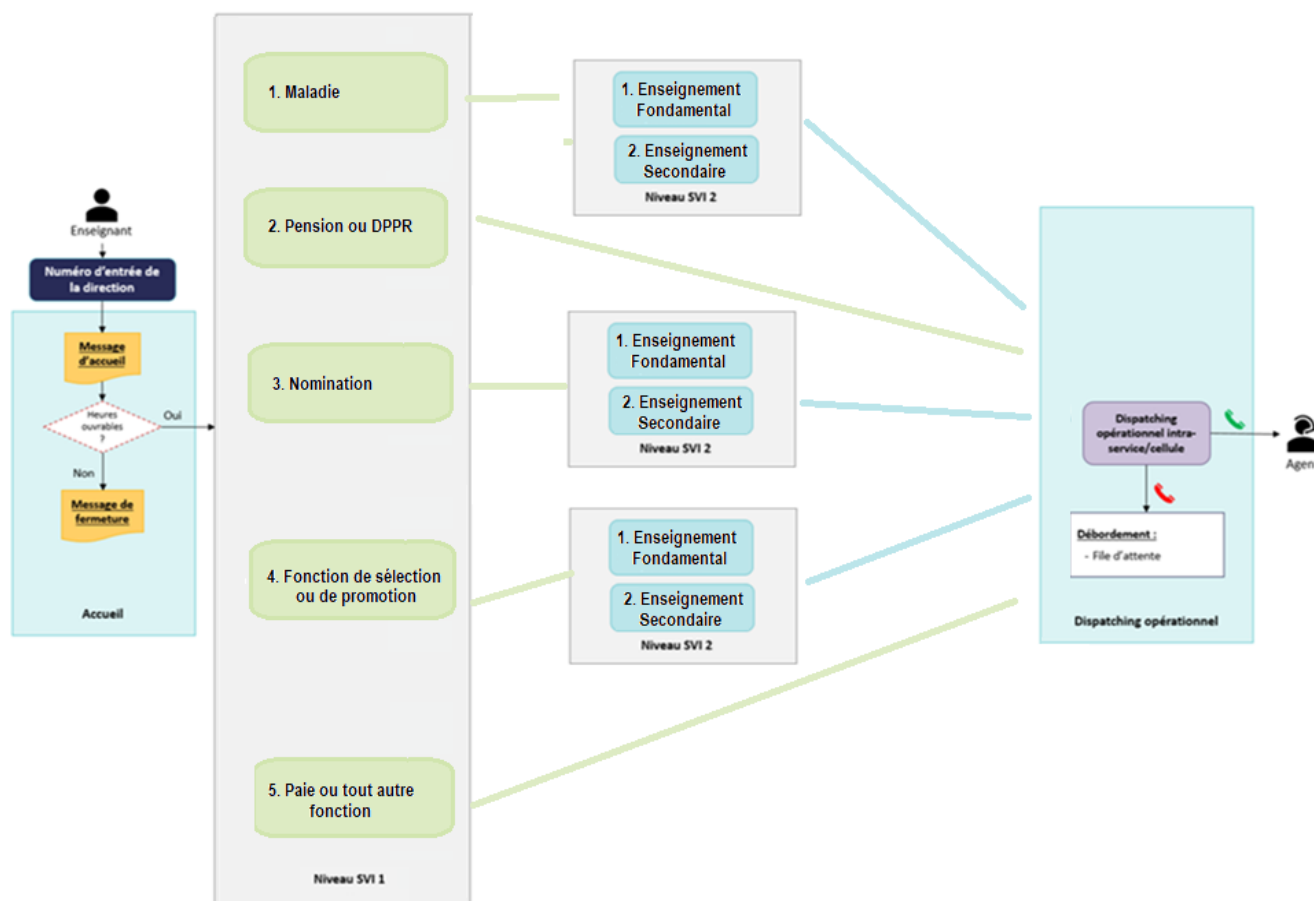 Enseignant
Numéro d'entrée de
la direction
Message
d'accueil
Heures
ouvrables
?
Oui
Non
Message de
fermeture
Accueil
1. Maladie
2. Pension ou DPPR
3. Nomination
4. Fonction de sélection
ou de promotion
5. Paie ou tout autre
fonction
Niveau SVI 1
1. Enseignement
Fondamental
2. Enseignement
Secondaire
Niveau SVI 2
1. Enseignement
Fondamental
2. Enseignement
Secondaire
Niveau SVI 2
1. Enseignement
Fondamental
2. Enseignement
Secondaire
Niveau SVI 2
Dispatching
opérationnel intra-
service/cellule
Débordement :
- File d'attente
Dispatching opérationnel
Agen